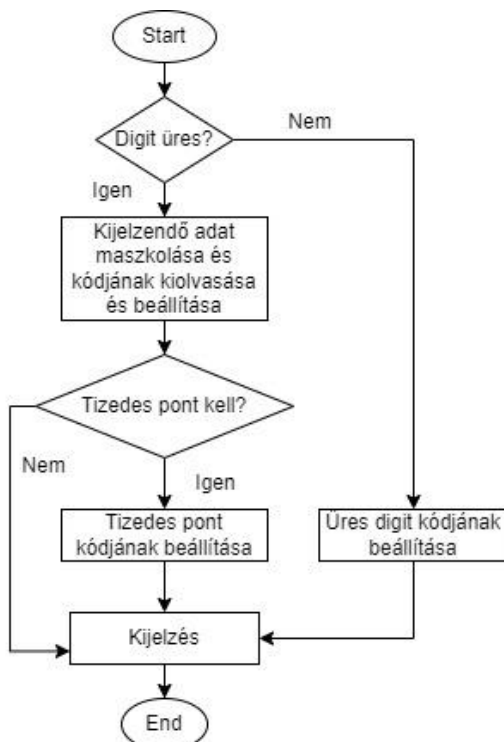 Start
Digit üres?
Nem
Igen
Kijelzendő adat
maszkolása és
kódjának kiolvasása
és beállítása
Tizedes pont kell?
Nem
Igen
Tizedes pont
kódjának beállítása
Üres digit kódjának
beállítása
Kijelzés
End